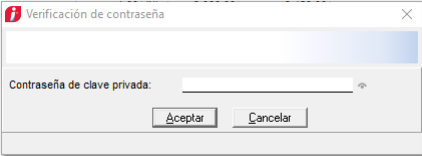 Verificación de contraseña
Contraseña de clave privada:
Aceptar
Cancelar